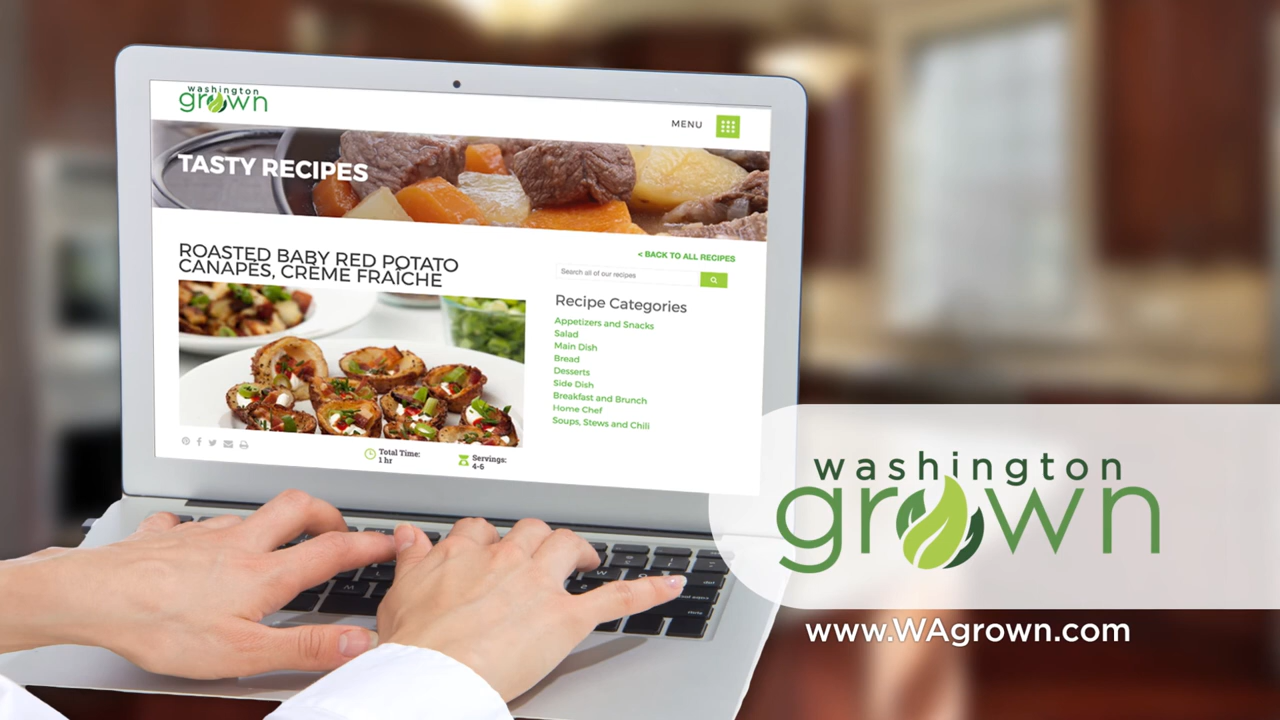 washington
grown
MENU
TASTY RECIPES
ROASTED BABY RED POTATO
CANAPÉS, CRÈME FRAÎCHE
< BACK TO ALL RECIPES
Search all of our recipes
Recipe Categories
Appetizers and Snacks
Salad
Main Dish
Bread
Desserts
Side Dish
Breakfast and Brunch
Home Chef
Soups, Stews and Chili
Total Time:
1 hr
Servings:
4-6
washington
grown
www.WAgrown.com